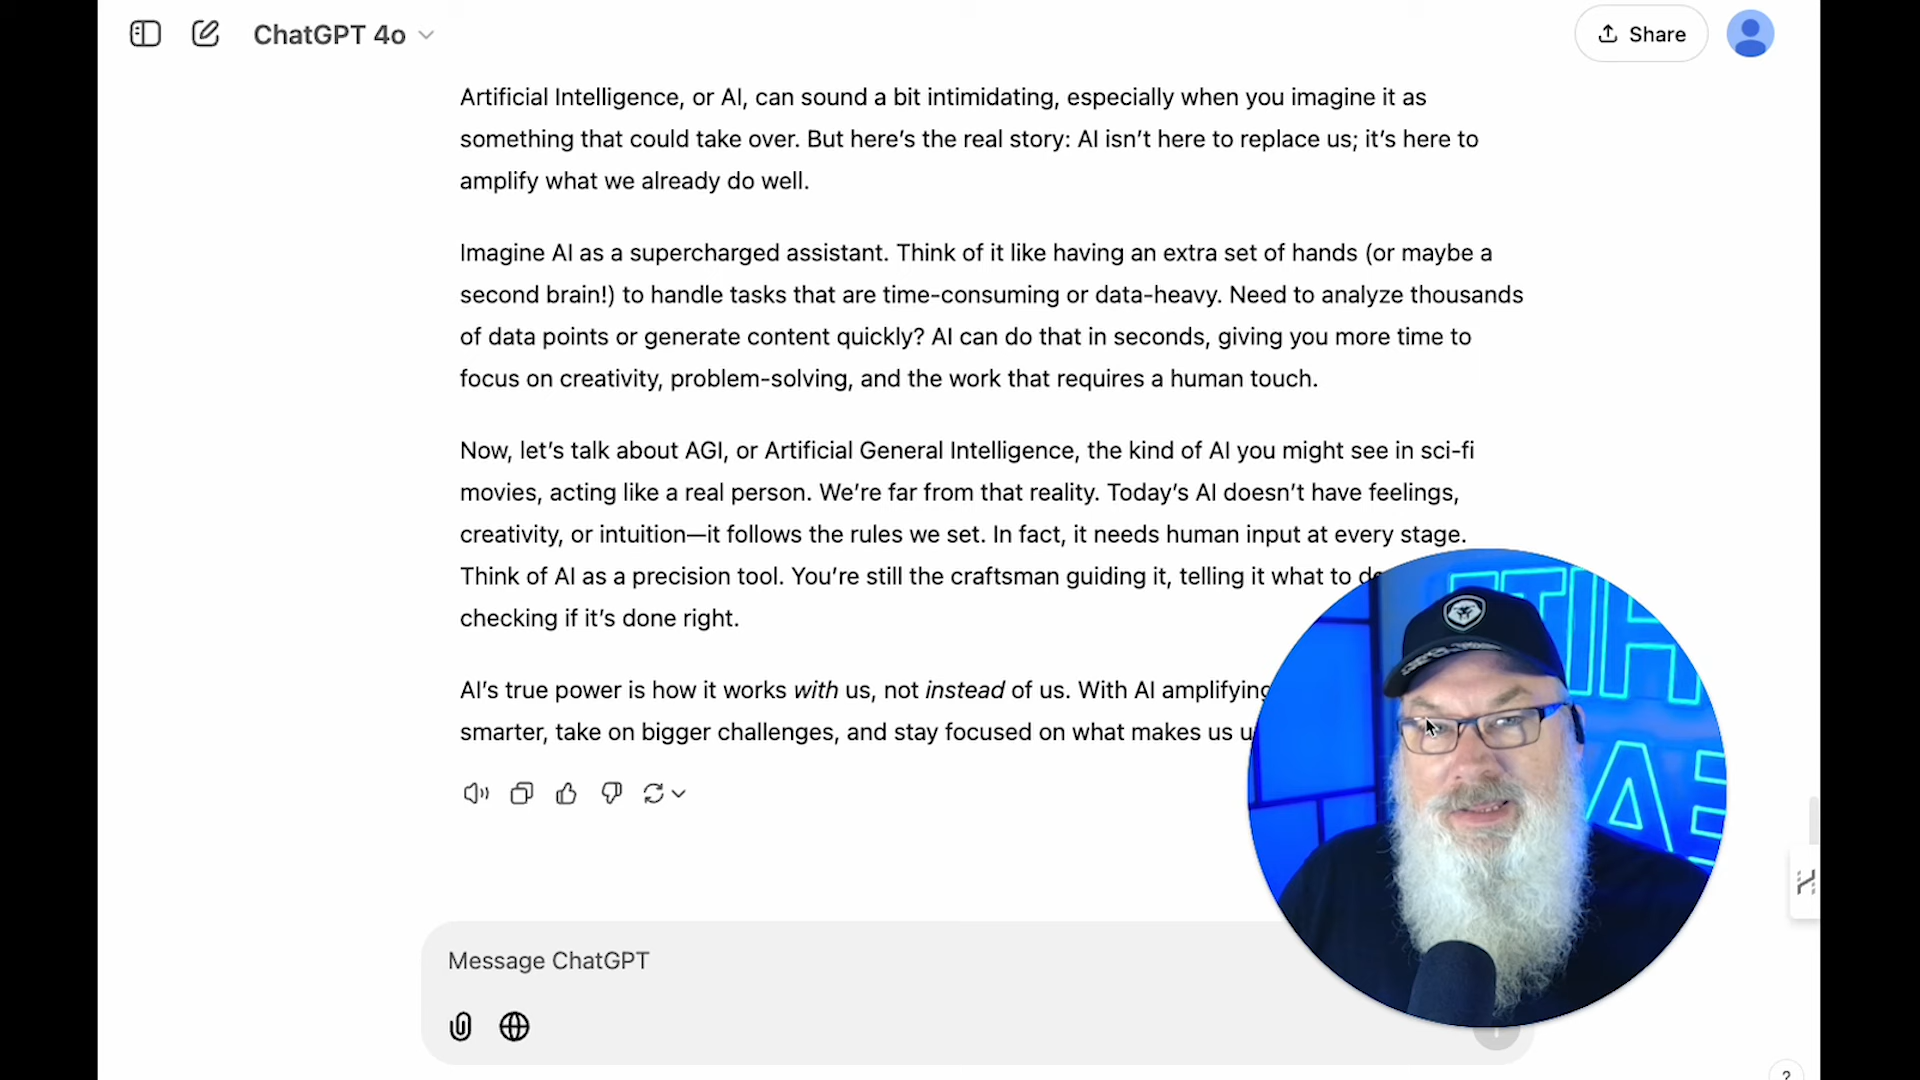 ChatGPT 4o
Share
Artificial Intelligence, or AI, can sound a bit intimidating, especially when you imagine it as
something that could take over. But here’s the real story: AI isn’t here to replace us; it’s here to
amplify what we already do well.
Imagine AI as a supercharged assistant. Think of it like having an extra set of hands (or maybe a
second brain!) to handle tasks that are time-consuming or data-heavy. Need to analyze thousands
of data points or generate content quickly? AI can do that in seconds, giving you more time to
focus on creativity, problem-solving, and the work that requires a human touch.
Now, let’s talk about AGI, or Artificial General Intelligence, the kind of AI you might see in sci-fi
movies, acting like a real person. We’re far from that reality. Today’s AI doesn’t have feelings,
creativity, or intuition—it follows the rules we set. In fact, it needs human input at every stage.
Think of AI as a precision tool. You’re still the craftsman guiding it, telling it what to
checking if it’s done right.
AI’s true power is how it works with us, not instead of us. With AI amplifying
smarter, take on bigger challenges, and stay focused on what makes us
Message ChatGPT
?